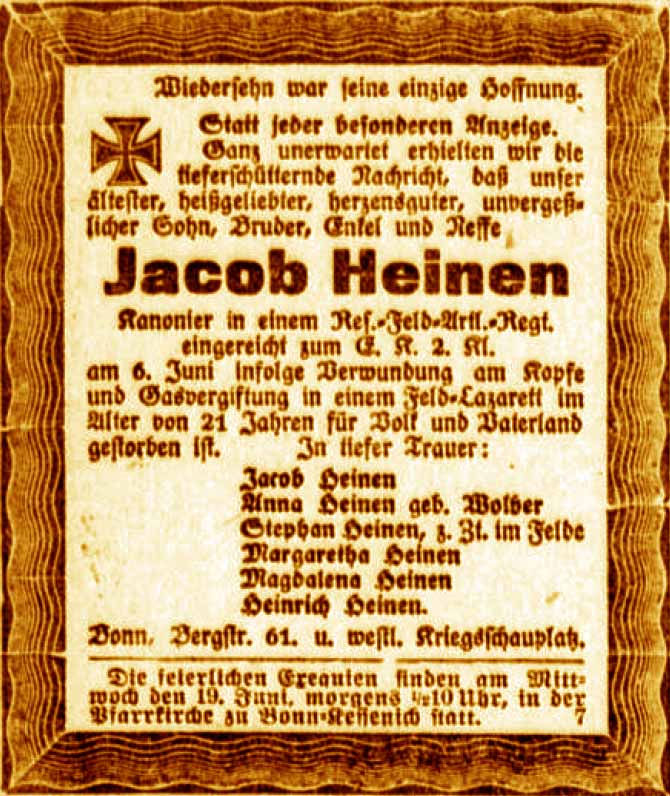 Wiedersehn war seine einzige Hoffnung.
Statt jeder besonderen Anzeige.
Ganz unerwartet erhielten wir die
tieferschütternde Nachricht, daß unser
ältester, heißgeliebter, herzensguter, unvergeß-
licher Sohn, Bruder, Enkel und Neffe
Jacob Heinen
Kanonier in einem Res.-Feld-Artl.-Regt.
eingereicht zum E. K. 2. Kl.
am 6. Juni infolge Verwundung am Kopfe
und Gasvergiftung in einem Feld-Lazarett im
Alter von 21 Jahren für Volk und Vaterland
gestorben ist. In tiefer Trauer:
Jacob Heinen
Anna Heinen geb. Wolber
Stephan Heinen, z. Zt. im Felde
Margaretha Heinen
Magdalena Heinen
Heinrich Heinen.
Bonn, Bergstr. 61. u. westl. Kriegsschauplatz.
Die feierlichen Exequien finden am Mitt-
woch den 19. Juni, morgens ½10 Uhr, in der
Pfarrkirche zu Bonn-Kessenich statt. 7